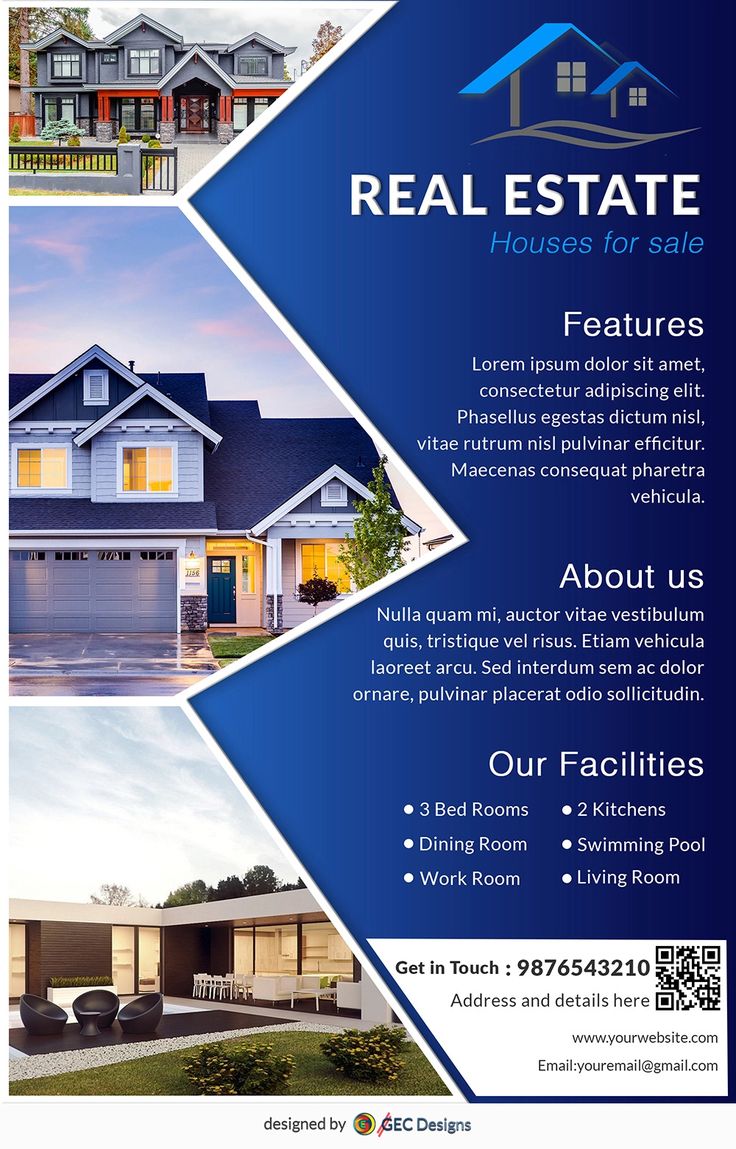 REAL ESTATE
Houses for sale
Features
Lorem ipsum dolor sit amet,
consectetur adipiscing elit.
Phasellus egestas dictum nisl,
vitae rutrum nisl pulvinar efficitur.
Maecenas consequat pharetra
vehicula.
1156
About us
Nulla quam mi, auctor vitae vestibulum
quis, tristique vel risus. Etiam vehicula
laoreet arcu. Sed interdum sem ac dolor
ornare, pulvinar placerat odio sollicitudin.
Our Facilities
• 3 Bed Rooms • 2 Kitchens
• Dining Room • Swimming Pool
• Work Room • Living Room
Get in Touch : 9876543210
Address and details here
www.yourwebsite.com
Email:youremail@gmail.com
designed by GEC Designs